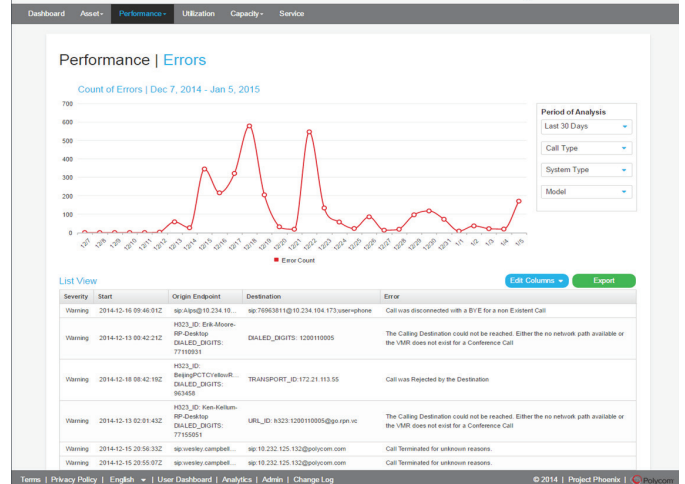 Dashboard Asset Performance Utilization Capacity Service
Performance | Errors
Count of Errors | Dec 7, 2014 - Jan 5, 2015
700
600
500
400
300
200
100
0
12/7 12/8 12/9 12/10 12/11 12/12 12/13 12/14 12/15 12/16 12/17 12/18 12/19 12/20 12/21 12/22 12/23 12/24 12/25 12/26 12/27 12/28 12/29 12/30 12/31 1/1 1/2 1/3 1/4 1/5
Error Count
Period of Analysis
Last 30 Days
Call Type
System Type
Model
List View
Edit Columns
Export
Severity Start Origin Endpoint Destination Error
Warning 2014-12-16 09:46:01Z sip:Alps@10.234.10... sip:76963811@10.234.104.173;user=phone Call was disconnected with a BYE for a non Existent Call
H323_ID: Erik-Moore-
RP-Desktop
DIALED_DIGITS:
77110931
Warning 2014-12-13 00:42:21Z DIALED_DIGITS: 1200110005
The Calling Destination could not be reached. Either the no network path available or
the VMR does not exist for a Conference Call
H323_ID:
BeijingPCTCYellowR...
DIALED_DIGITS:
963458
Warning 2014-12-18 08:42:19Z TRANSPORT_ID:172.21.113.55 Call was Rejected by the Destination
H323_ID: Ken-Kellum-
RP-Desktop
DIALED_DIGITS:
77155051
Warning 2014-12-13 02:01:43Z URL_ID: h323:1200110005@go.rpn.vc
The Calling Destination could not be reached. Either the no network path available or
the VMR does not exist for a Conference Call
Warning 2014-12-15 20:56:33Z sip:wesley.campbell... sip:10.232.125.132@polycom.com Call Terminated for unknown reasons.
Warning 2014-12-15 20:55:07Z sip:wesley.campbell... sip:10.232.125.132@polycom.com Call Terminated for unknown reasons.
Terms | Privacy Policy | English | User Dashboard | Analytics | Admin | Change Log
© 2014 | Project Phoenix | Polycom